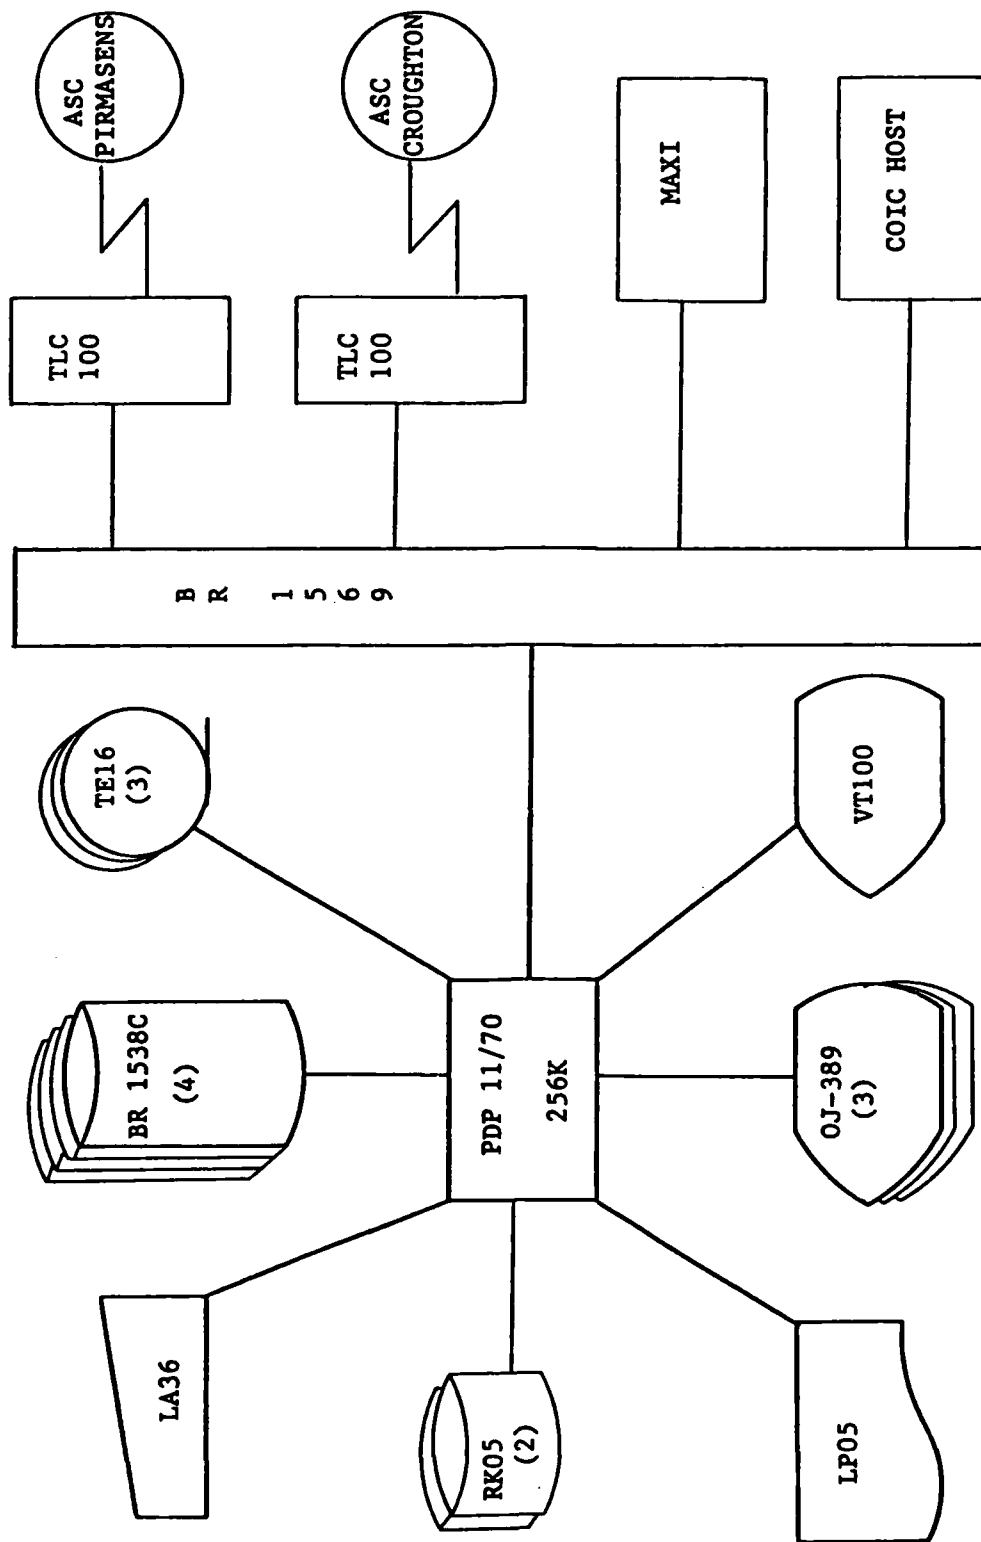 LA36
BR 1538C
(4)
TE16
(3)
RK05
(2)
PDP 11/70
256K
LP05
OJ-389
(3)
VT100
B
R
1
5
6
9
TLC
100
ASC
PIRMASENS
TLC
100
ASC
CROUGHTON
MAXI
COIC HOST